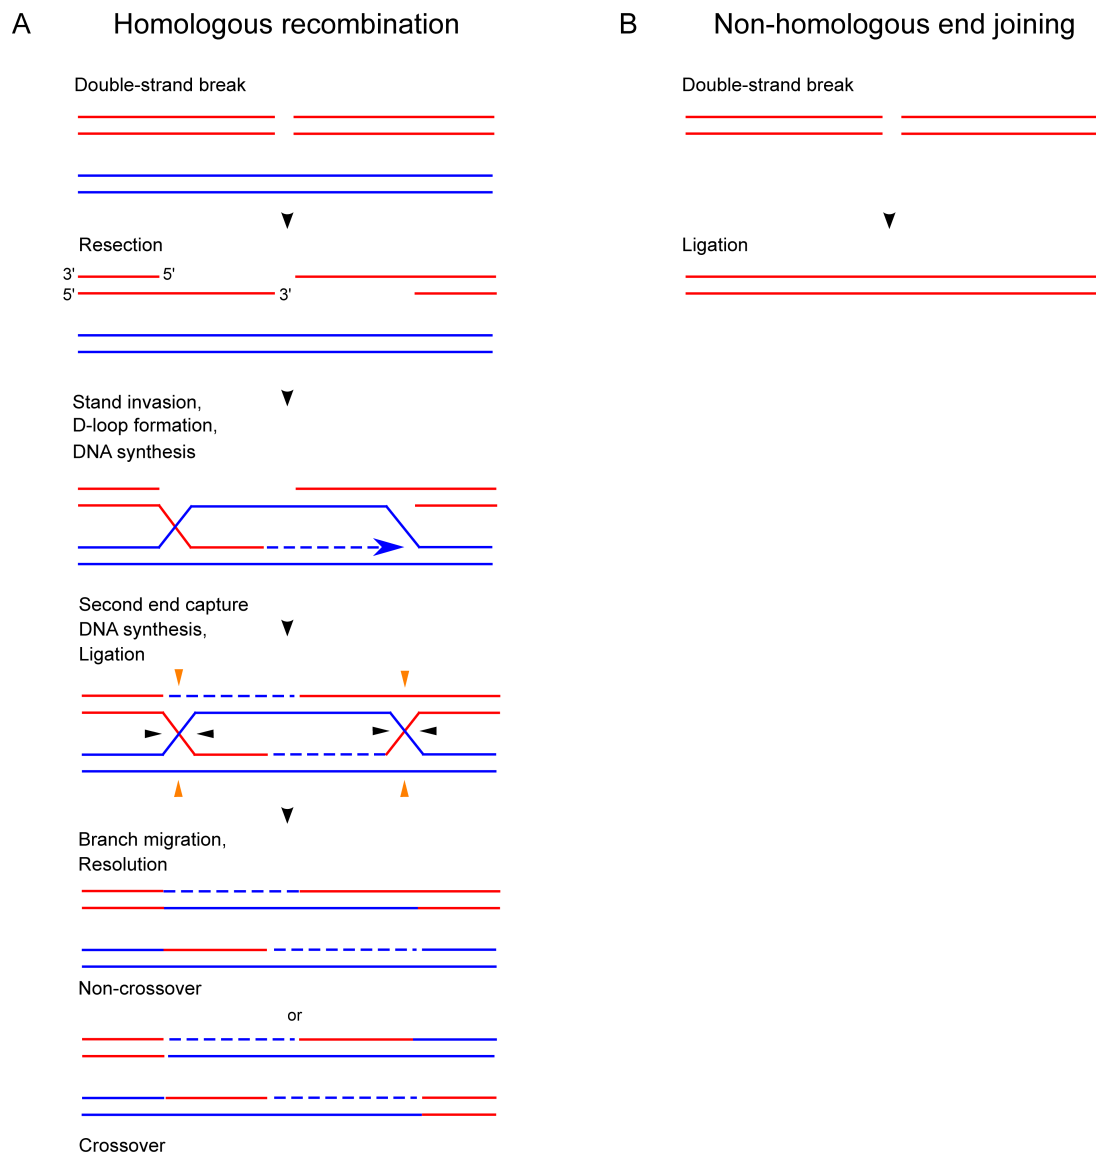 A
Homologous recombination
Double-strand break
Resection
3' 5'
5' 3'
Stand invasion,
D-loop formation,
DNA synthesis
Second end capture
DNA synthesis,
Ligation
Branch migration,
Resolution
Non-crossover
or
Crossover
B
Non-homologous end joining
Double-strand break
Ligation